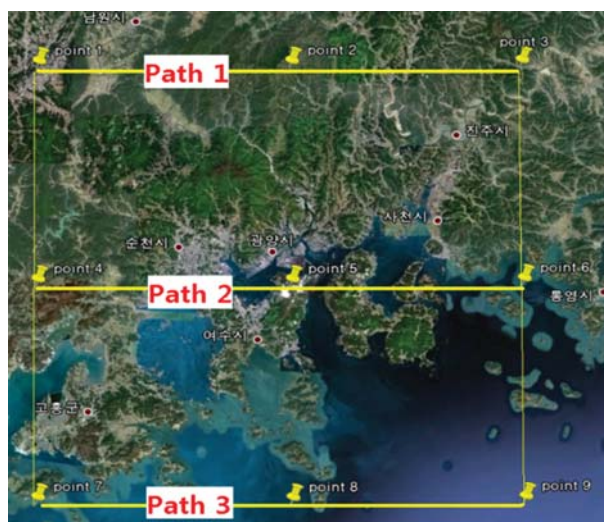 남원시
point 1
point 2
point 3
Path 1
진주시
사천시
순천시
광양시
point 4
point 5
point 6
Path 2
통영시
여수시
고흥군
point 7
point 8
point 9
Path 3